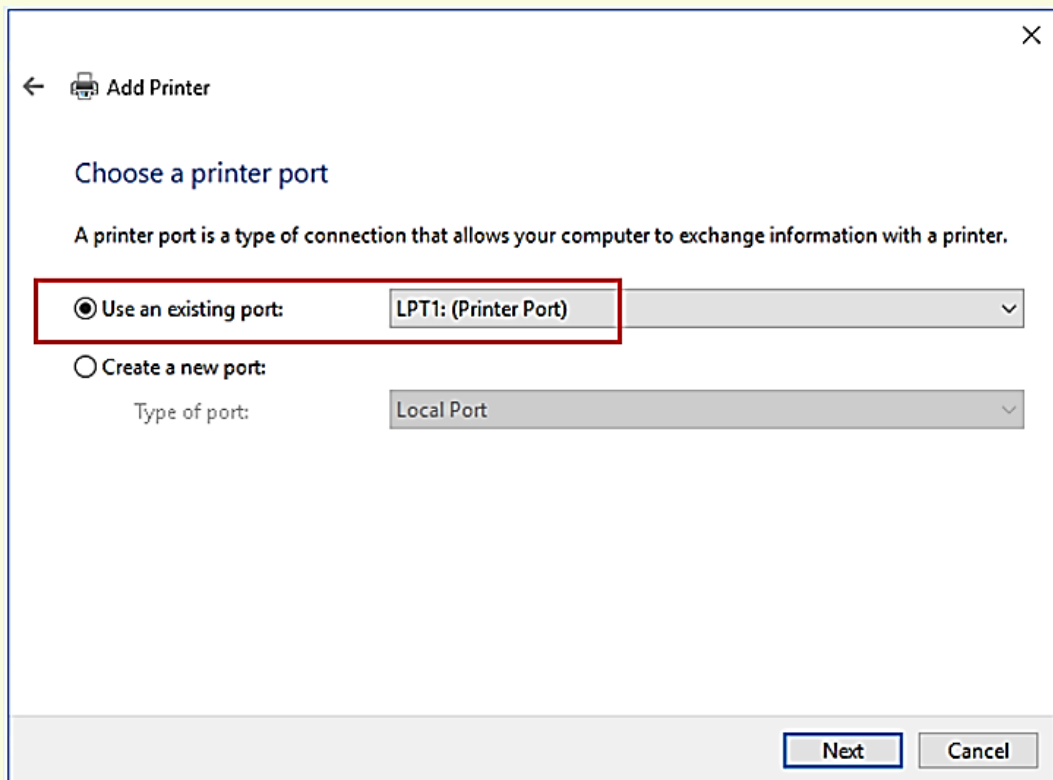 Add Printer
Choose a printer port
A printer port is a type of connection that allows your computer to exchange information with a printer.
Use an existing port: LPT1: (Printer Port)
Create a new port:
Type of port: Local Port
Next Cancel